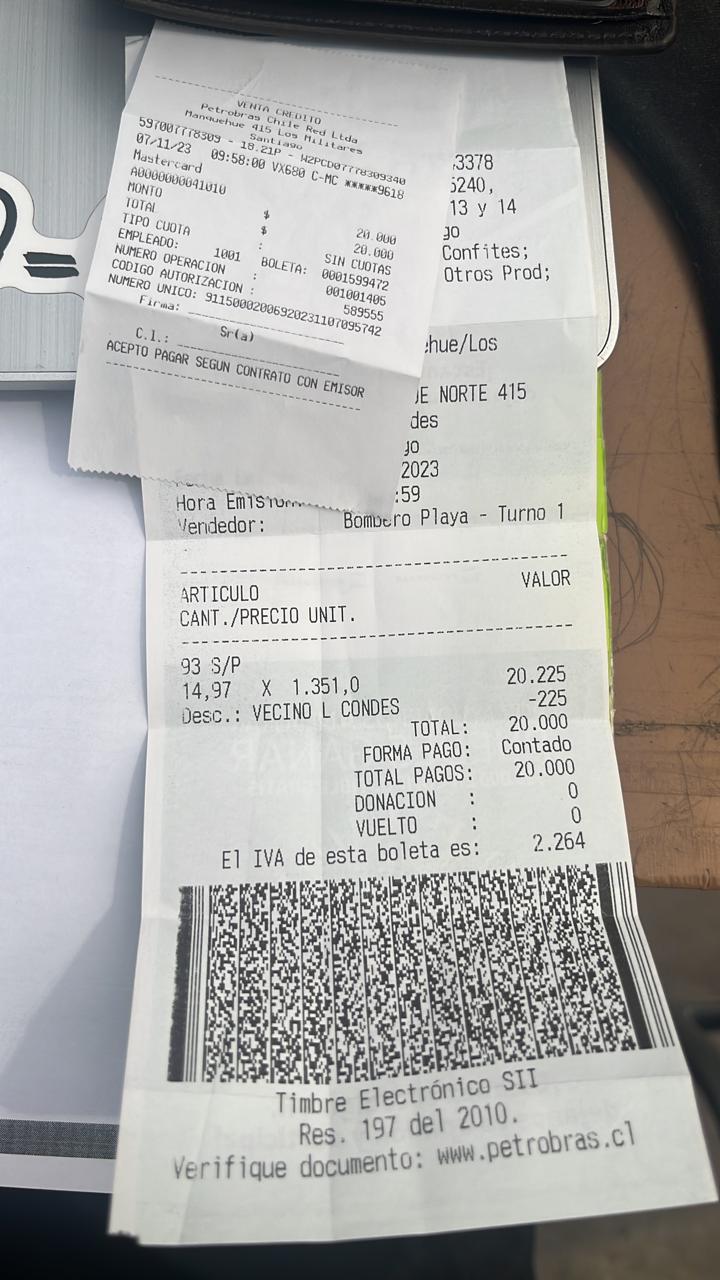 VENTA CREDITO
Petrobras Chile Red Ltda
Manquehue 415 Los Militares
Santiago
597007778309 - 18.21P - W2PCD07778309340
07/11/23 09:58:00 VX680 C-MC *****9618
Mastercard
A0000000041010
MONTO $ 20.000
TOTAL $ 20.000
TIPO CUOTA : SIN CUOTAS
EMPLEADO: 1001 BOLETA: 0001599472
NUMERO OPERACION : 001001405
CODIGO AUTORIZACION : 589555
NUMERO UNICO: 91150002006920231107095742
Firma:
Sr(a)
C.I.:
ACEPTO PAGAR SEGUN CONTRATO CON EMISOR
3378
5240,
13 y 14
go
Confites;
Otros Prod;
hue/Los
E NORTE 415
des
go
2023
Hora Emisión :59
Vendedor: Bombero Playa - Turno 1
ARTICULO VALOR
CANT./PRECIO UNIT.
93 S/P
14,97 X 1.351,0 20.225
Desc.: VECINO L CONDES -225
TOTAL: 20.000
FORMA PAGO: Contado
TOTAL PAGOS: 20.000
DONACION : 0
VUELTO : 0
El IVA de esta boleta es: 2.264
Timbre Electrónico SII
Res. 197 del 2010.
Verifique documento: www.petrobras.cl